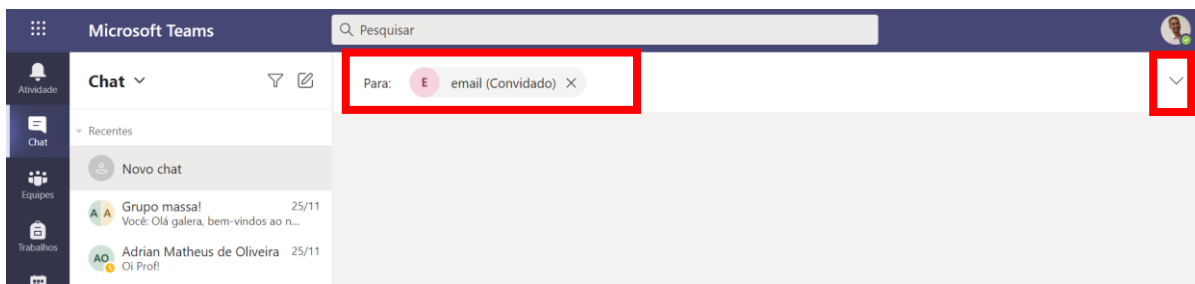 Microsoft Teams
Pesquisar
Atividade
Chat
Equipes
Trabalhos
Chat
Recentes
Novo chat
A A
Grupo massa! 25/11
Você: Olá galera, bem-vindos ao n...
AO
Adrian Matheus de Oliveira 25/11
Oi Prof!
Para: E email (Convidado)